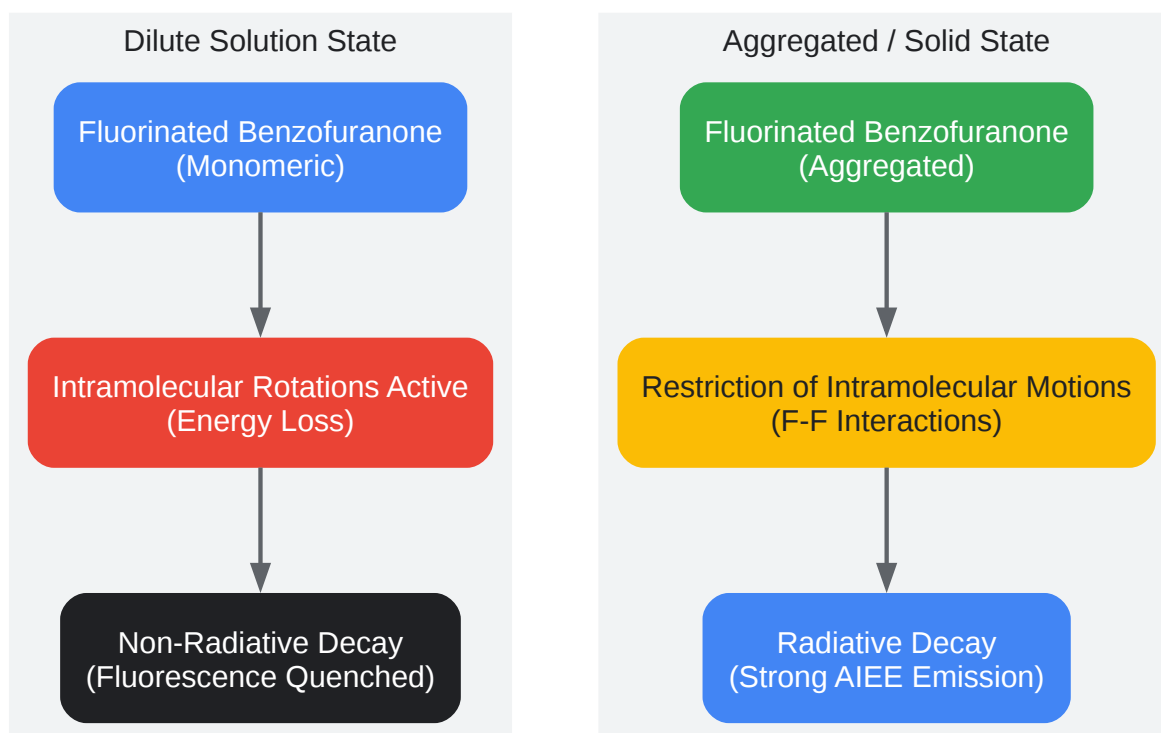 Dilute Solution State
Fluorinated Benzofuranone
(Monomeric)
Intramolecular Rotations Active
(Energy Loss)
Non-Radiative Decay
(Fluorescence Quenched)
Aggregated / Solid State
Fluorinated Benzofuranone
(Aggregated)
Restriction of Intramolecular Motions
(F-F Interactions)
Radiative Decay
(Strong AIEE Emission)